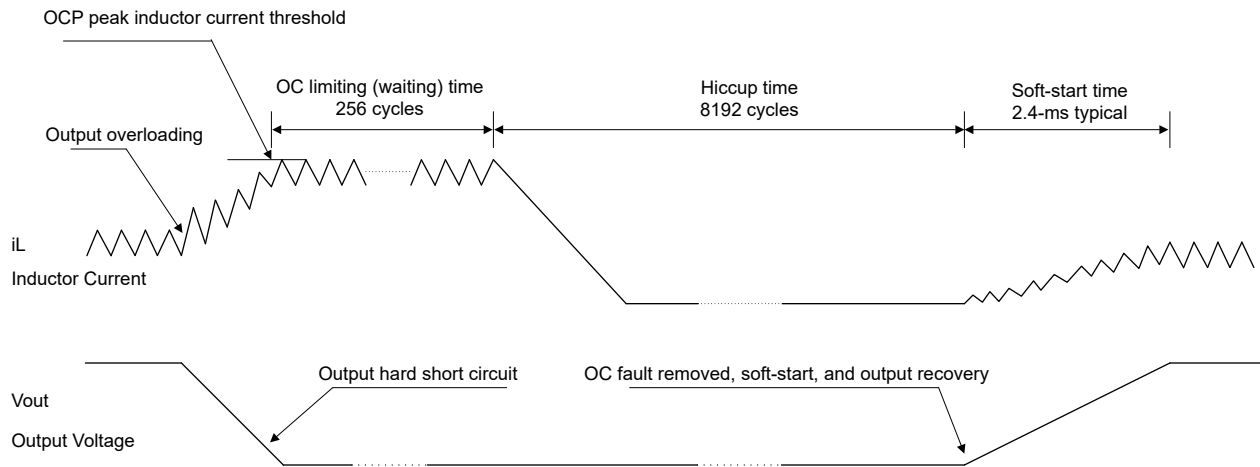 OCP peak inductor current threshold
OC limiting (waiting) time
256 cycles
Hiccup time
8192 cycles
Soft-start time
2.4-ms typical
Output overloading
iL
Inductor Current
Output hard short circuit
OC fault removed, soft-start, and output recovery
Vout
Output Voltage